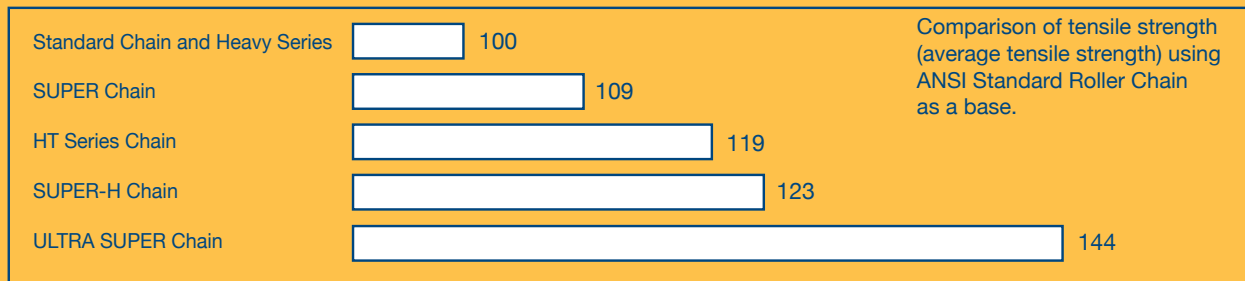 Standard Chain and Heavy Series 100
SUPER Chain 109
HT Series Chain 119
SUPER-H Chain 123
ULTRA SUPER Chain 144
Comparison of tensile strength
(average tensile strength) using
ANSI Standard Roller Chain
as a base.